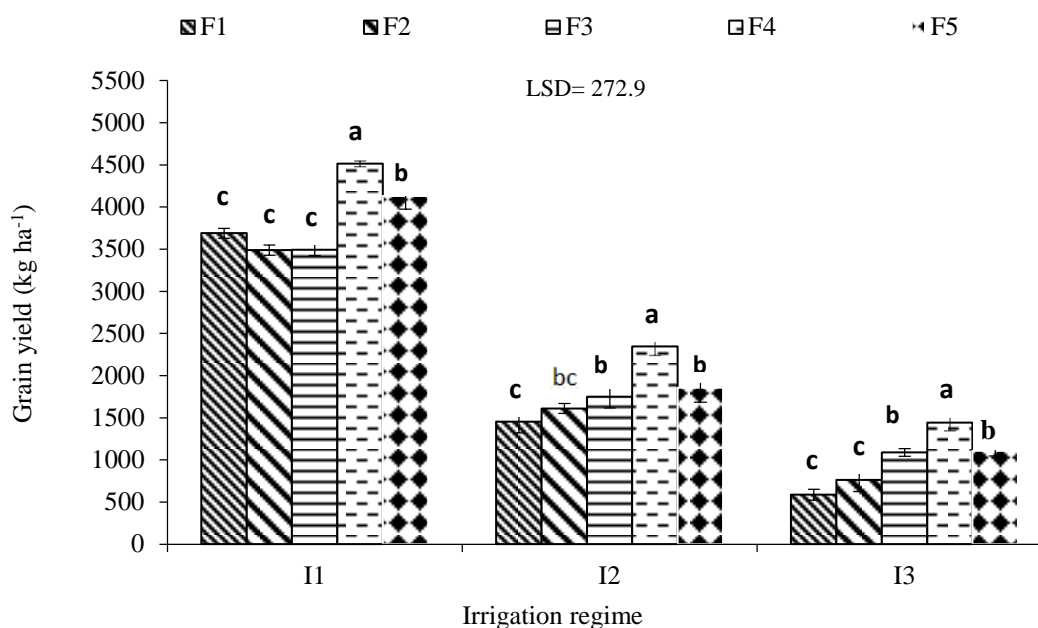 F1 F2 F3 F4 F5
LSD= 272.9
Grain yield (kg ha-1)
5500
5000
4500
4000
3500
3000
2500
2000
1500
1000
500
0
c c c a b
c bc b a b
c c b a b
I1 I2 I3
Irrigation regime